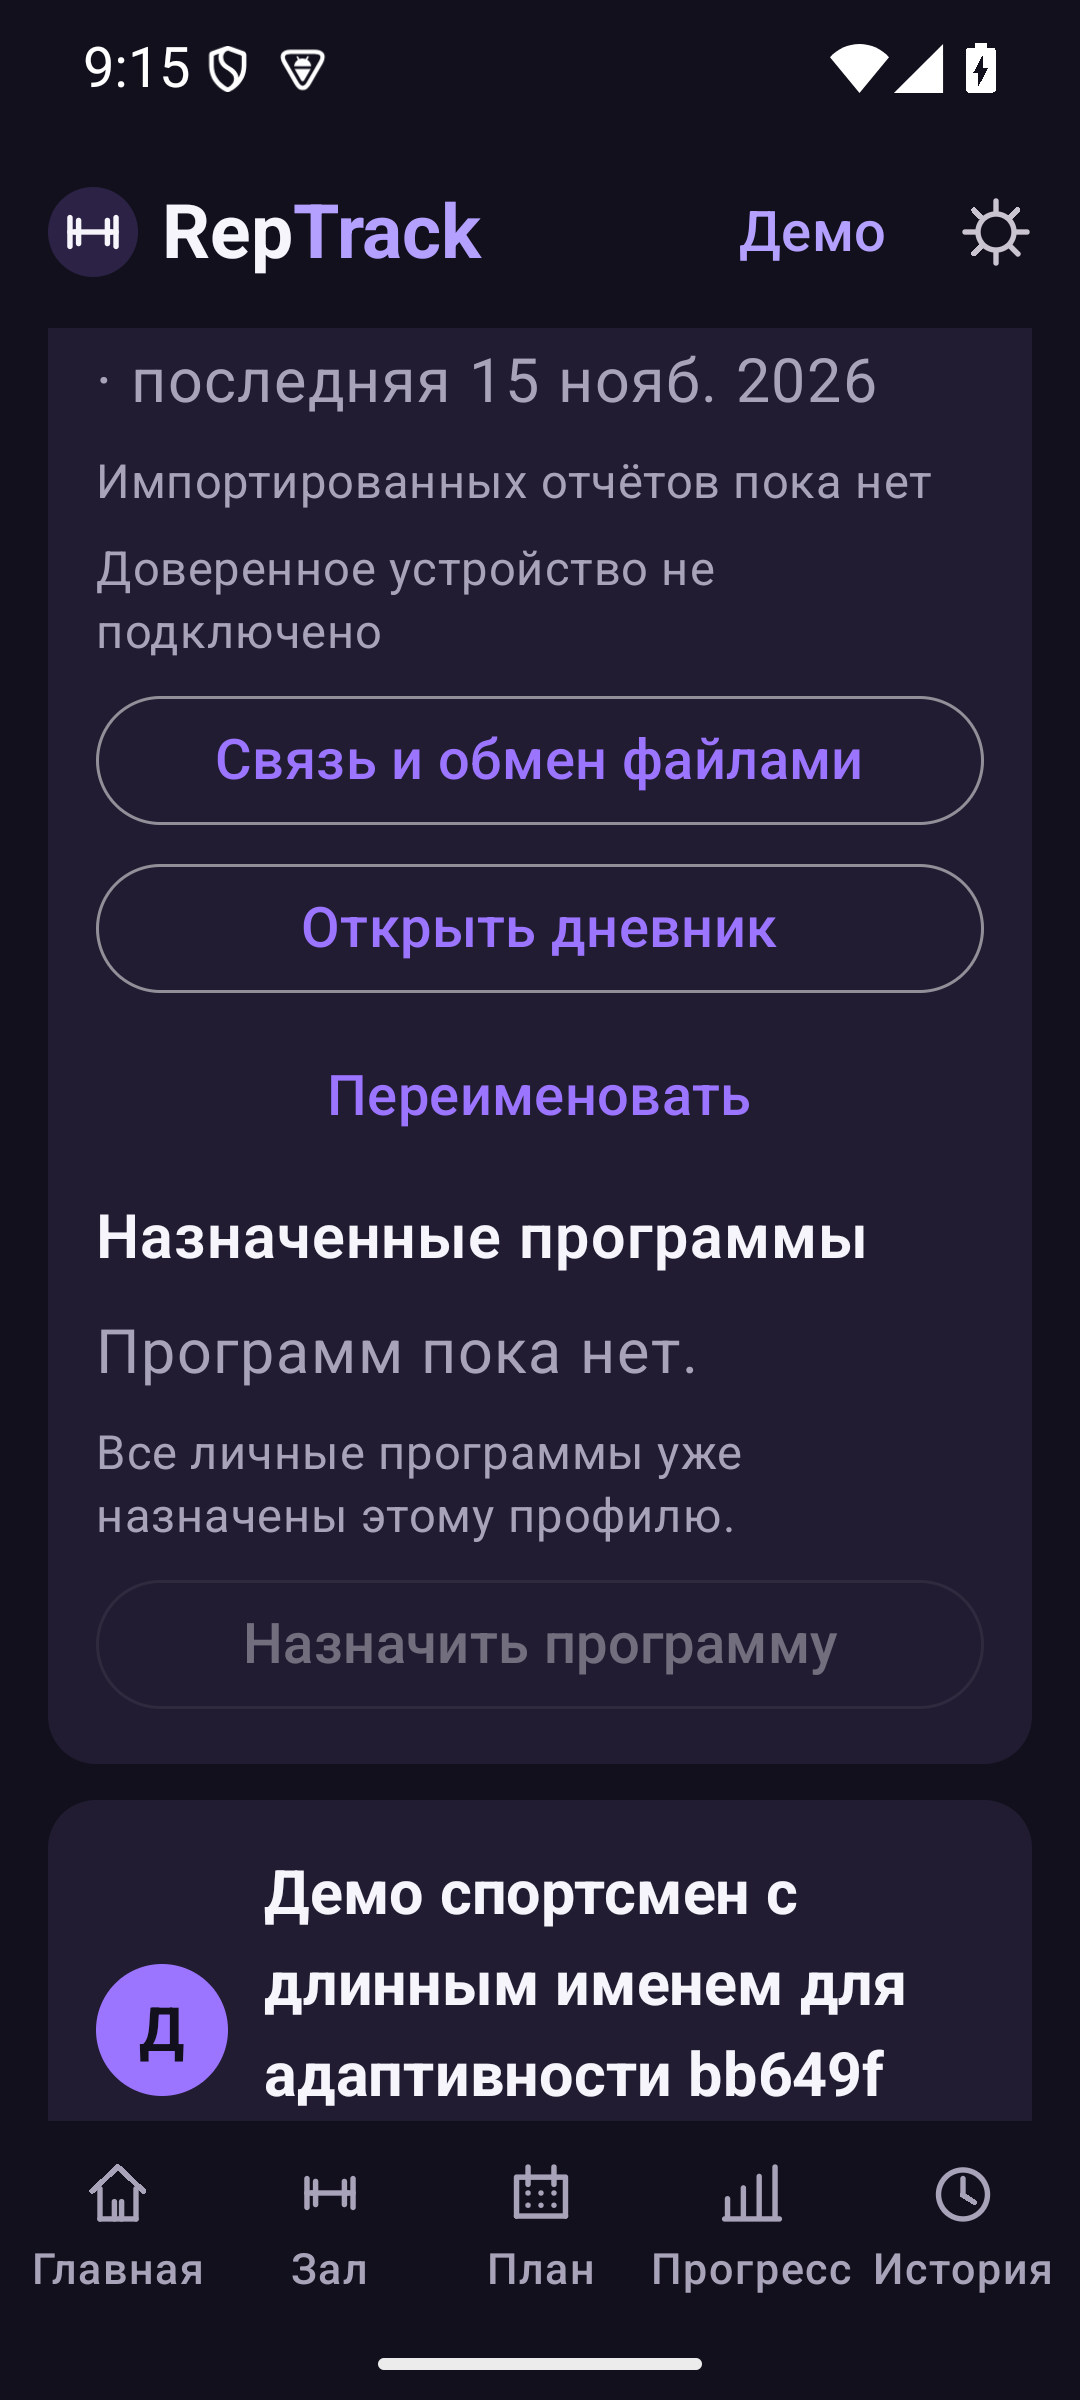 9:15
RepTrack
Демо
· последняя 15 нояб. 2026
Импортированных отчётов пока нет
Доверенное устройство не
подключено
Связь и обмен файлами
Открыть дневник
Переименовать
Назначенные программы
Программ пока нет.
Все личные программы уже
назначены этому профилю.
Назначить программу
Д
Демо спортсмен с
длинным именем для
адаптивности bb649f
Главная
Зал
План
Прогресс
История